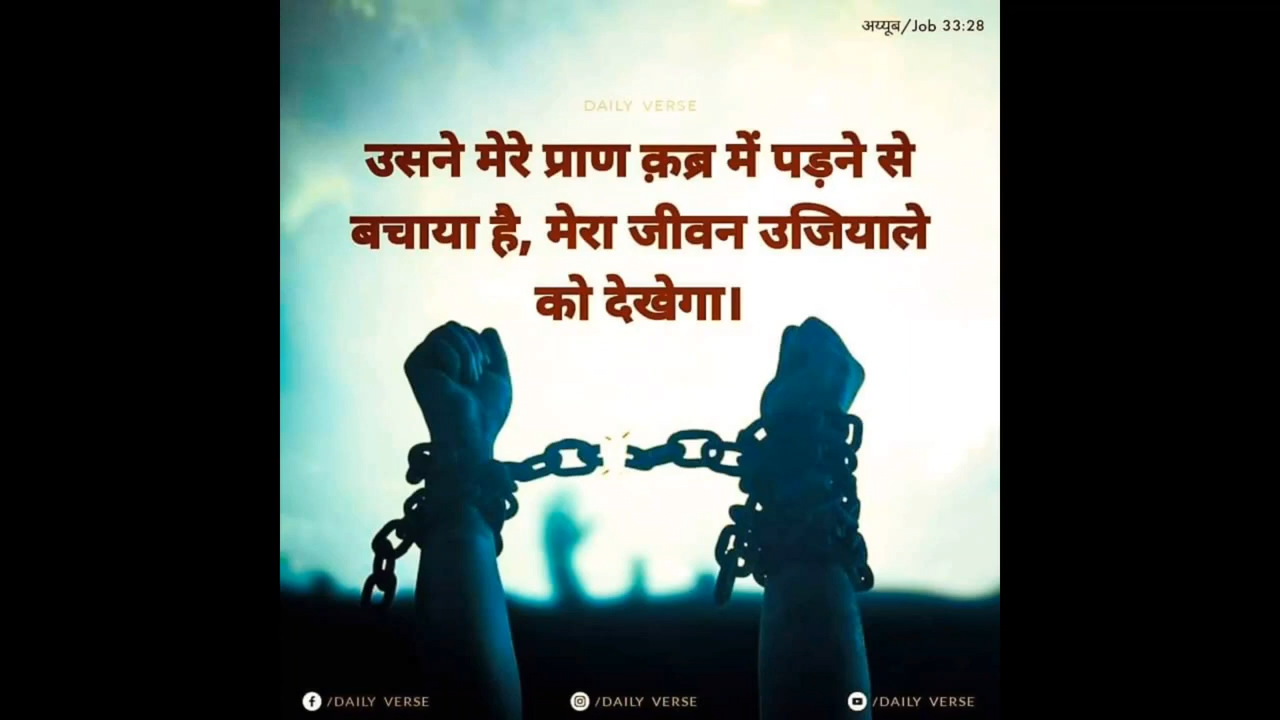 अय्यूब/Job 33:28
DAILY VERSE
उसने मेरे प्राण क़ब्र में पड़ने से
बचाया है, मेरा जीवन उजियाले
को देखेगा।
/DAILY VERSE /DAILY VERSE /DAILY VERSE